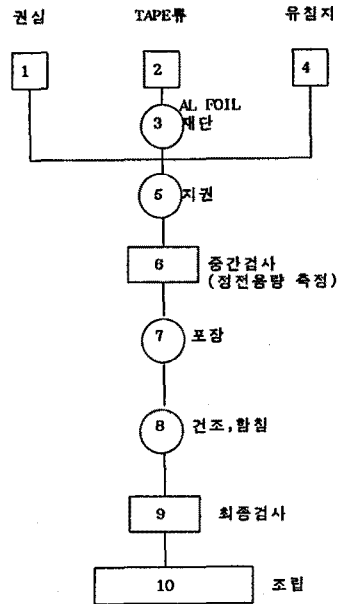 권심 TAPE류 유침지
1 2 4
AL FOIL
3 재단
5 지권
6 중간검사
(정전용량 측정)
7 포장
8 건조,함침
9 최종검사
10 조립